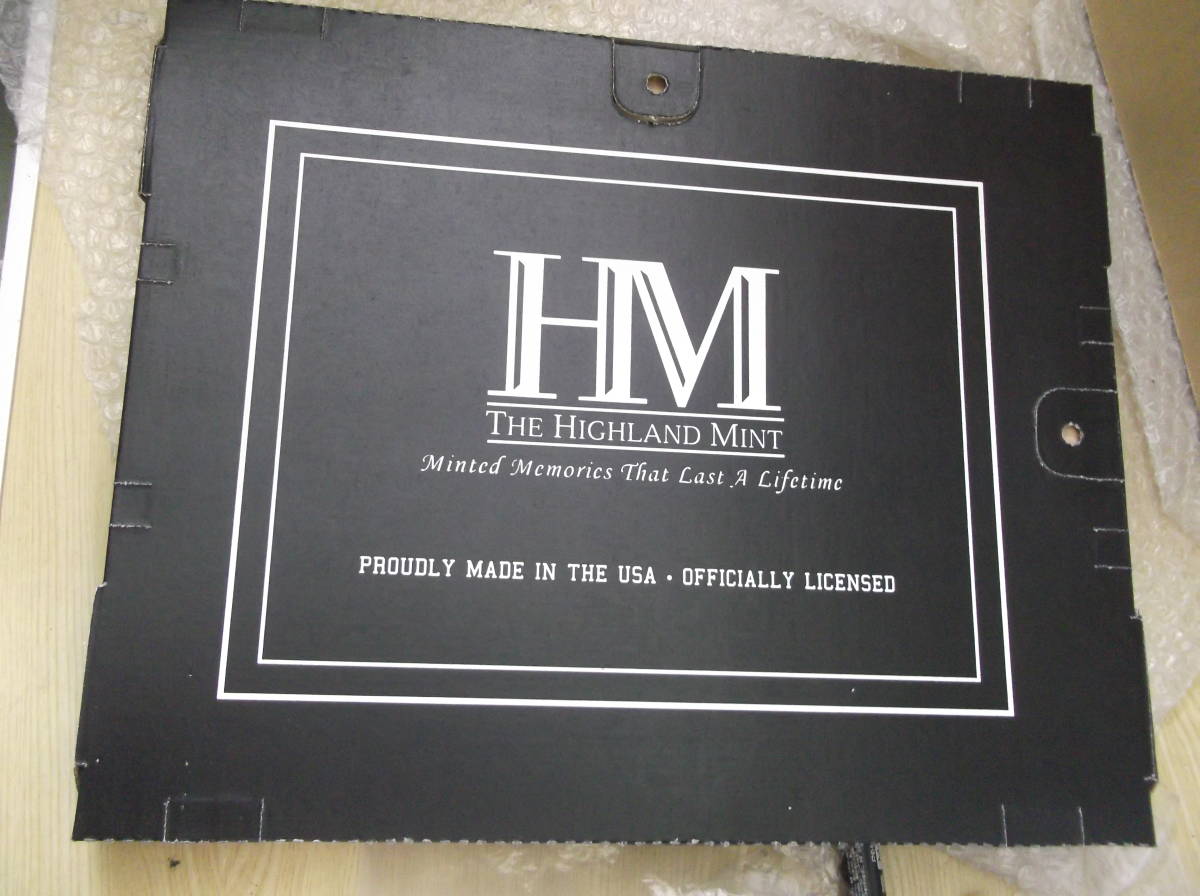 HM
THE HIGHLAND MINT
Minted Memories That Last A Lifetime
PROUDLY MADE IN THE USA • OFFICIALLY LICENSED